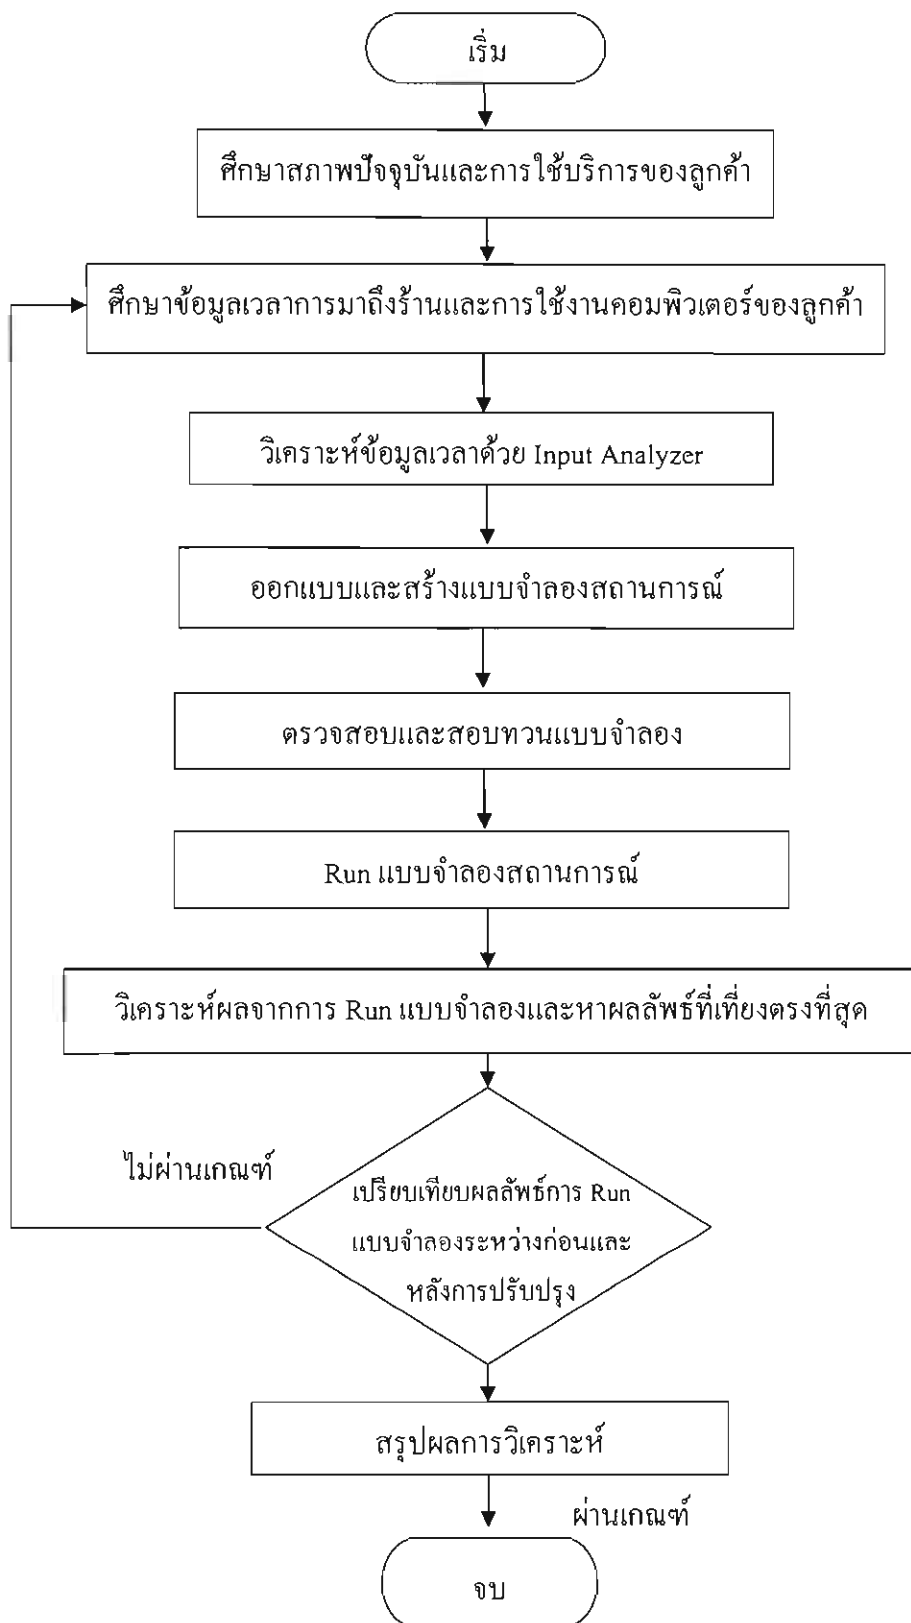 เริ่ม
ศึกษาสภาพปัจจุบันและการใช้บริการของลูกค้า
ศึกษาข้อมูลเวลาการมาถึงร้านและการใช้งานคอมพิวเตอร์ของลูกค้า
วิเคราะห์ข้อมูลเวลาด้วย Input Analyzer
ออกแบบและสร้างแบบจำลองสถานการณ์
ตรวจสอบและสอบทวนแบบจำลอง
Run แบบจำลองสถานการณ์
วิเคราะห์ผลจากการ Run แบบจำลองและหาผลลัพธ์ที่เที่ยงตรงที่สุด
ไม่ผ่านเกณฑ์
เปรียบเทียบผลลัพธ์การ Run
แบบจำลองระหว่างก่อนและ
หลังการปรับปรุง
สรุปผลการวิเคราะห์
ผ่านเกณฑ์
จบ